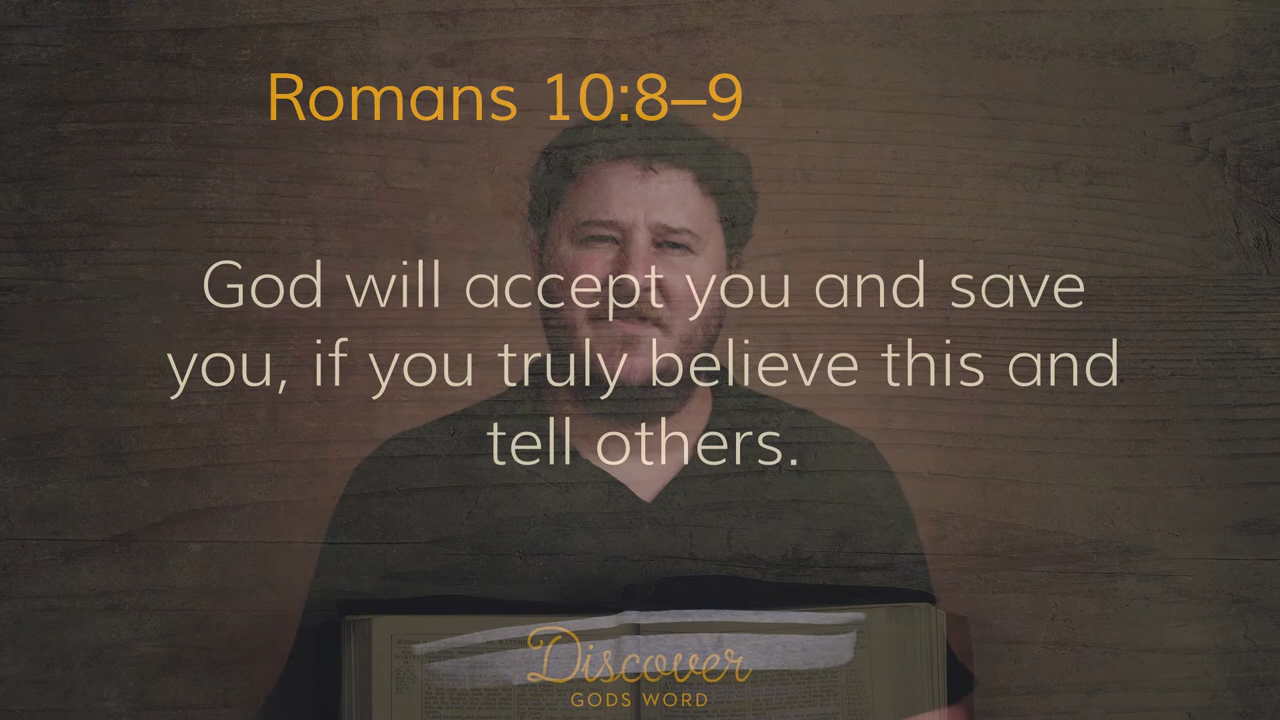 Romans 10:8–9
God will accept you and save
you, if you truly believe this and
tell others.
Discover
GODS WORD